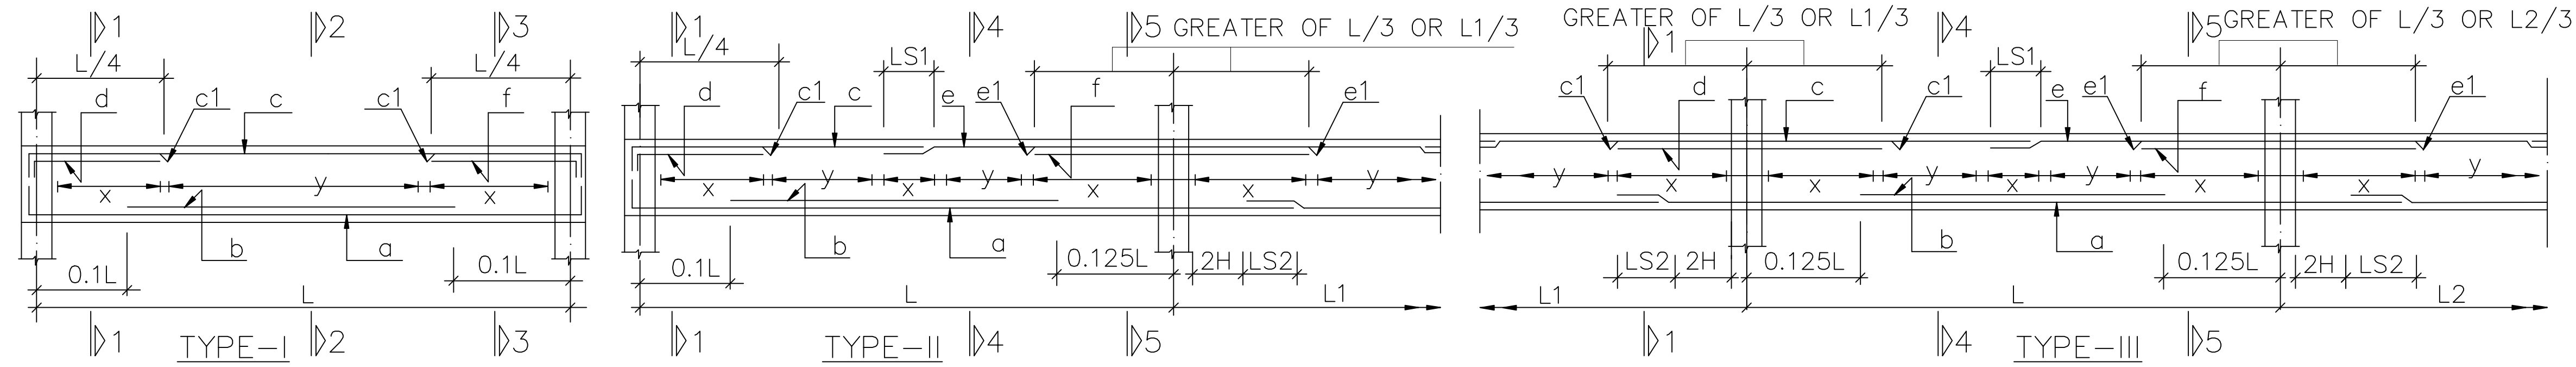 1 2 3
L/4 L/4
d c1 c c1 f
x y x
b a
0.1L 0.1L
L
1 2 3
TYPE-I
1 4 5 GREATER OF L/3 OR L1/3
L/4 LS1
d c1 c e e1 f e1
x y x y x x y
b a
0.1L 0.125L 2H LS2
L L1
1 4 5
TYPE-II
GREATER OF L/3 OR L1/3 4 5 GREATER OF L/3 OR L2/3
1 LS1
c1 d c c1 e e1 f e1
y x x y x y x x y
b a
LS2 2H 0.125L 0.125L 2H LS2
L1 L L2
1 4 5
TYPE-III